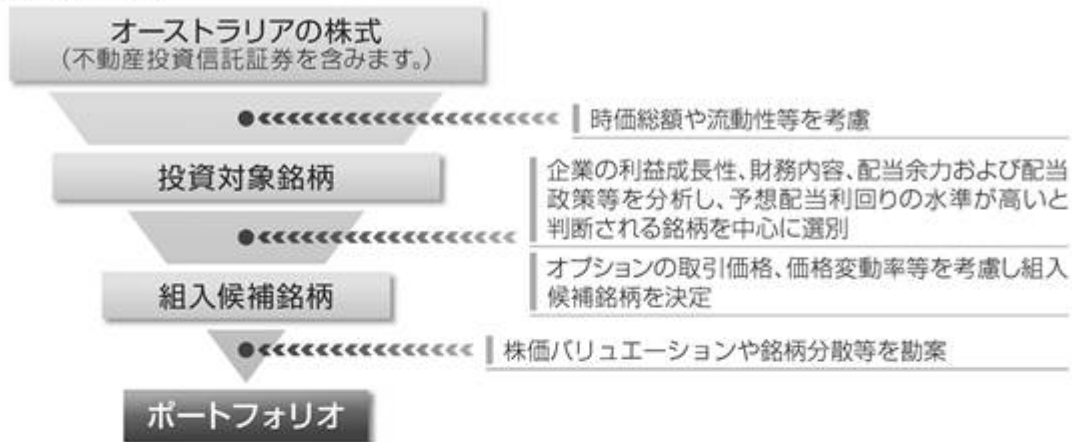 オーストラリアの株式
(不動産投資信託証券を含みます。)
時価総額や流動性等を考慮
投資対象銘柄
企業の利益成長性、財務内容、配当余力および配当
政策等を分析し、予想配当利回りの水準が高いと
判断される銘柄を中心に選別
オプションの取引価格、価格変動率等を考慮し組入
候補銘柄を決定
組入候補銘柄
株価バリュエーションや銘柄分散等を勘案
ポートフォリオ